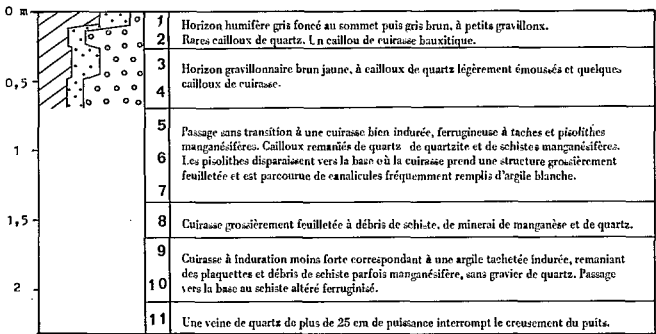 0 m
1 Horizon humifère gris foncé au sommet puis gris brun, à petits gravillonx.
2 Rares cailloux de quartz. Un caillou de cuirasse bauxitique.
3 Horizon gravillonnaire brun jaune, à cailloux de quartz légèrement émoussés et quelques
0,5
4 cailloux de cuirasse.
5
Passage sans transition à une cuirasse bien indurée, ferrugineuse à taches et pisolithes
1
6 manganésifères. Cailloux remaniés de quartz de quartzite et de schistes manganésifères.
Les pisolithes disparaissent vers la base où la cuirasse prend une structure grossièrement
7 feuilletée et est parcourue de canalicules fréquemment remplis d'argile blanche.
1,5
8 Cuirasse grossièrement feuilletée à débris de schiste, de minerai de manganèse et de quartz.
9 Cuirasse à induration moins forte correspondant à une argile tachetée indurée, remaniant
2
10 des plaquettes et débris de schiste parfois manganésifère, sans gravier de quartz. Passage
vers la base au schiste altéré ferruginisé.
11 Une veine de quartz de plus de 25 cm de puissance interrompt le creusement du puits.